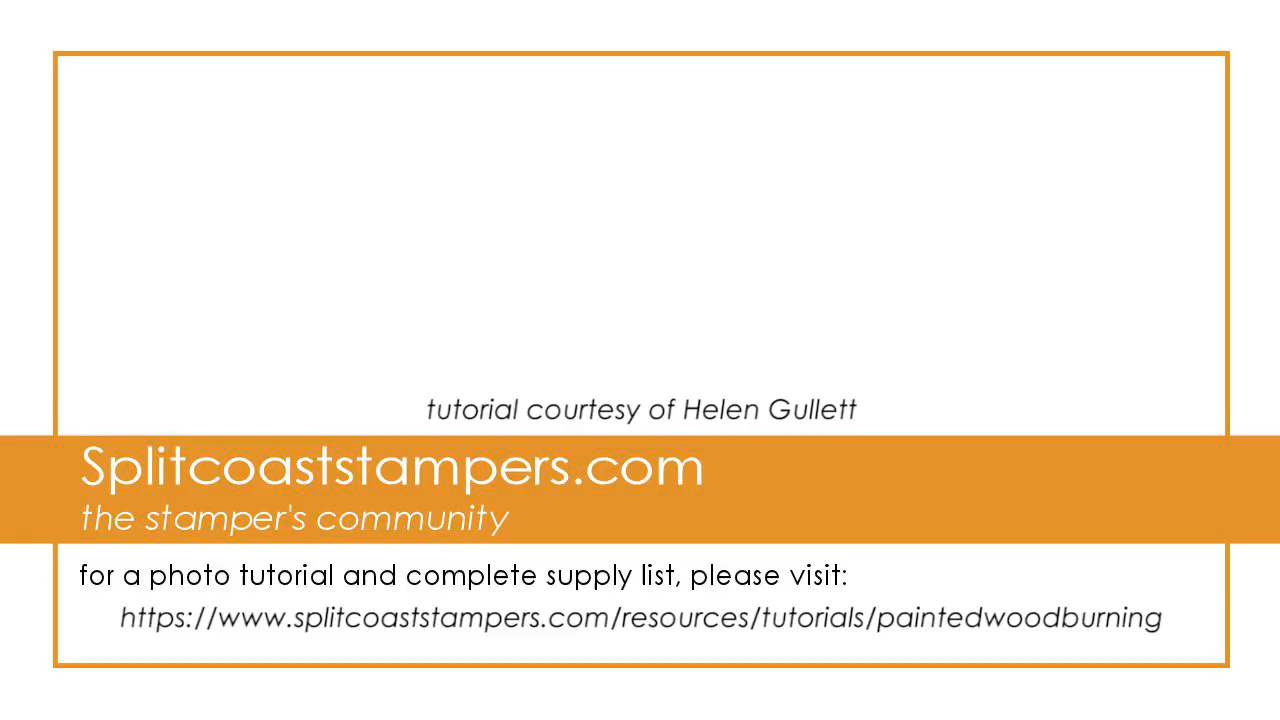 tutorial courtesy of Helen Gullett
Splitcoaststampers.com
the stamper's community
for a photo tutorial and complete supply list, please visit:
https://www.splitcoaststampers.com/resources/tutorials/paintedwoodburning